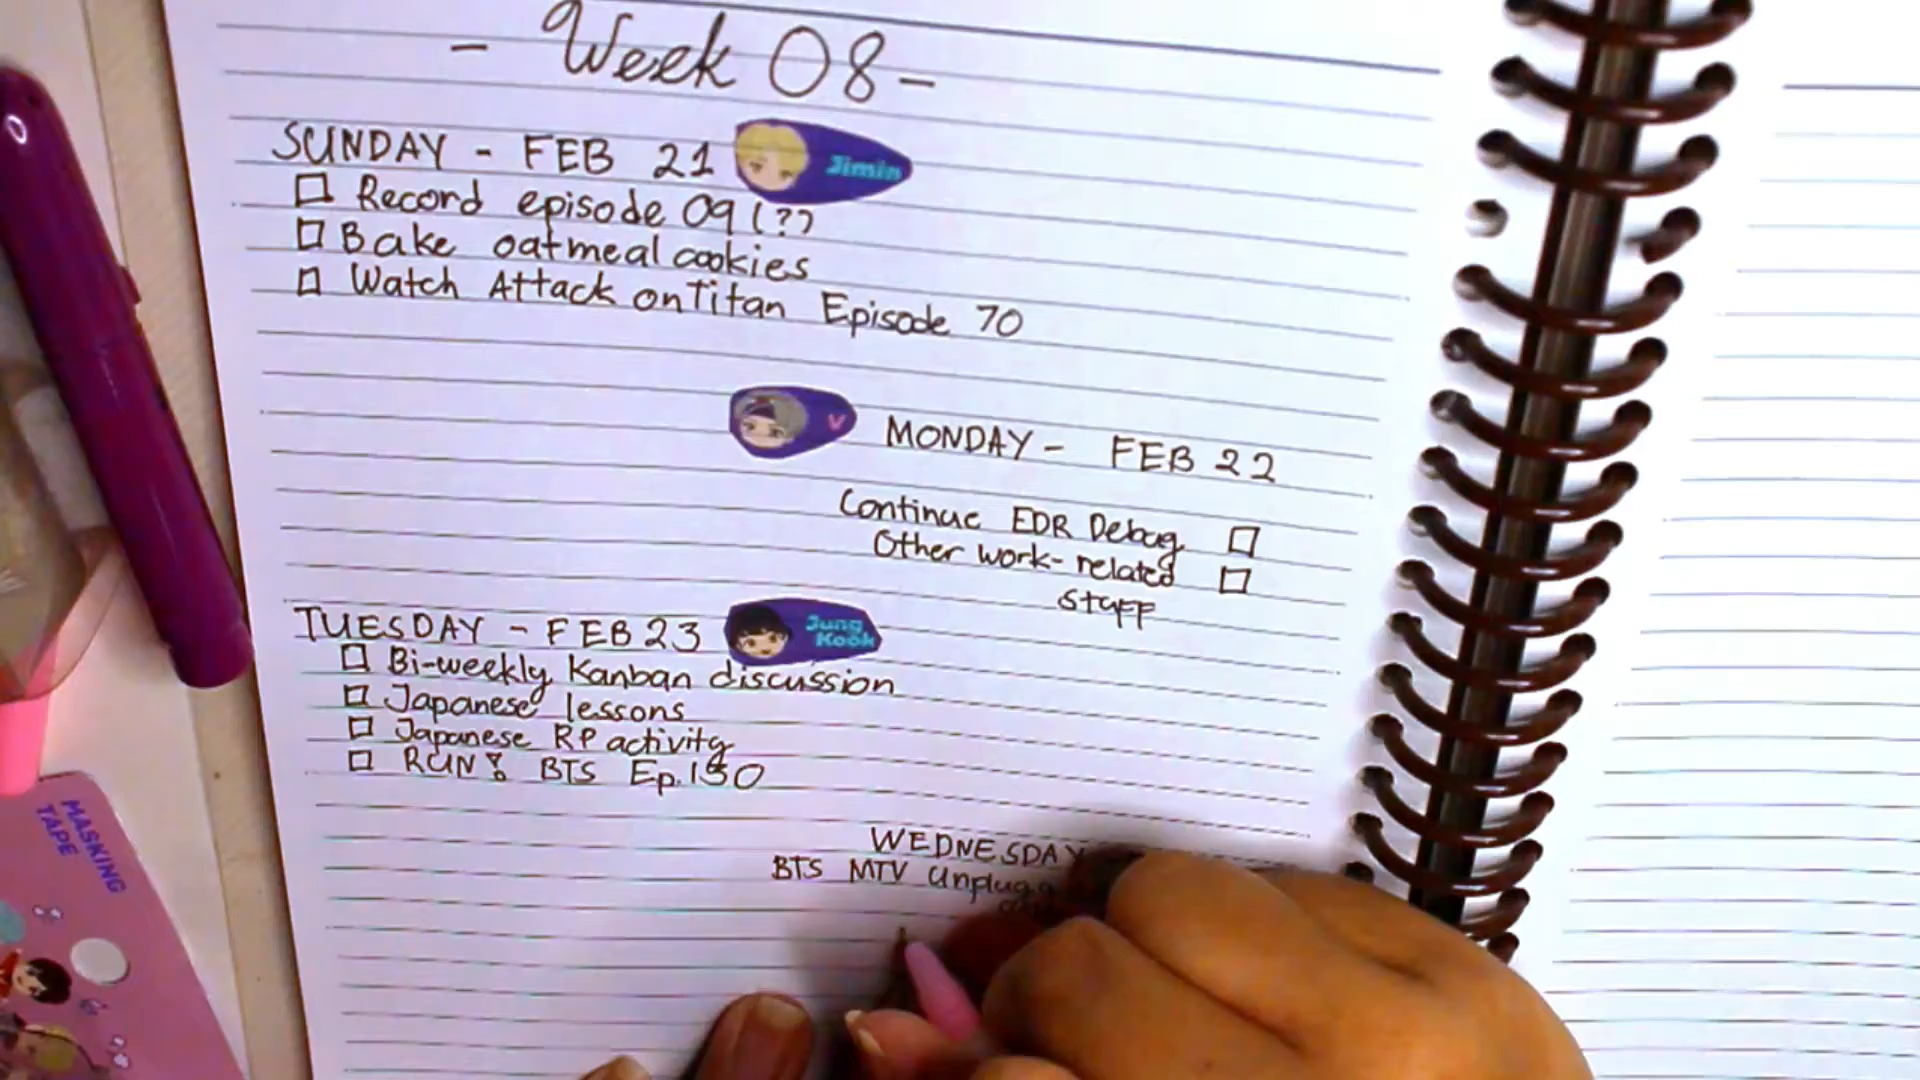 - Week 08 -
SUNDAY - FEB 21 Jimin
Record episode 09 (??)
Bake oatmeal cookies
Watch Attack on Titan Episode 70
V MONDAY - FEB 22
Continue EDR Debug
Other work-related
stuff
TUESDAY - FEB 23 Jung Kook
Bi-weekly Kanban discussion
Japanese lessons
Japanese RP activity
RUN! BTS Ep.130
WEDNESDAY
BTS MTV
MASKING
TAPE